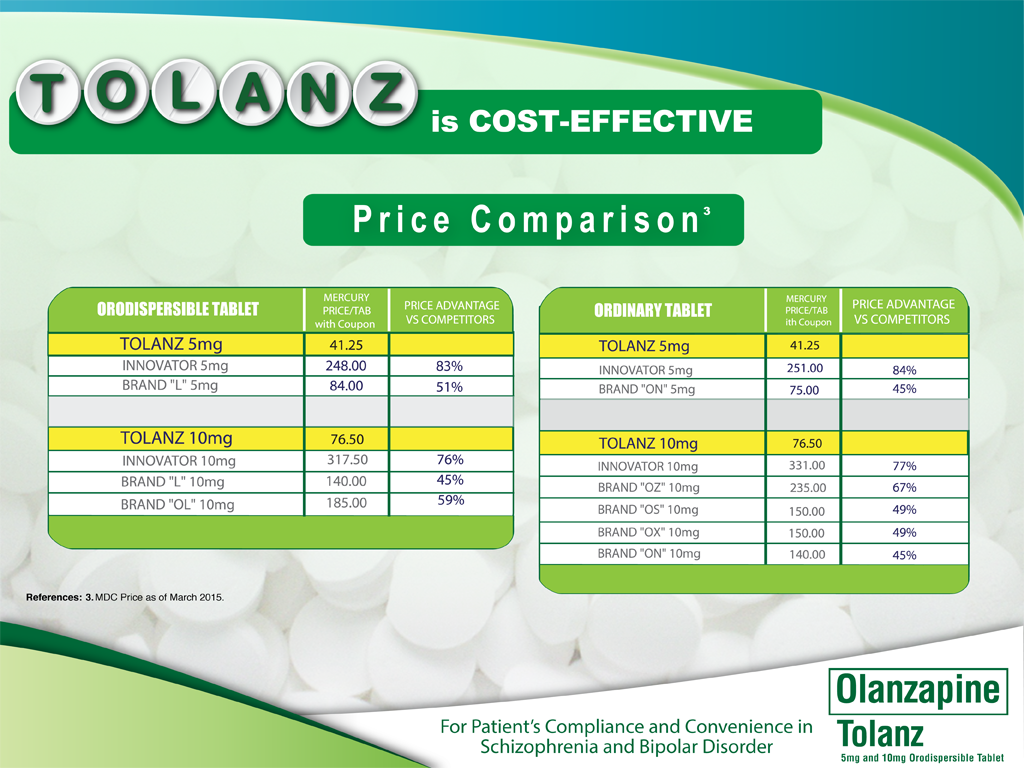 TOLANZ
is COST-EFFECTIVE
Price Comparison³
ORODISPERSIBLE TABLET
MERCURY
PRICE/TAB
with Coupon
PRICE ADVANTAGE
VS COMPETITORS
TOLANZ 5mg 41.25
INNOVATOR 5mg 248.00 83%
BRAND "L" 5mg 84.00 51%
TOLANZ 10mg 76.50
INNOVATOR 10mg 317.50 76%
BRAND "L" 10mg 140.00 45%
BRAND "OL" 10mg 185.00 59%
ORDINARY TABLET
MERCURY
PRICE/TAB
ith Coupon
PRICE ADVANTAGE
VS COMPETITORS
TOLANZ 5mg 41.25
INNOVATOR 5mg 251.00 84%
BRAND "ON" 5mg 75.00 45%
TOLANZ 10mg 76.50
INNOVATOR 10mg 331.00 77%
BRAND "OZ" 10mg 235.00 67%
BRAND "OS" 10mg 150.00 49%
BRAND "OX" 10mg 150.00 49%
BRAND "ON" 10mg 140.00 45%
References: 3. MDC Price as of March 2015.
For Patient's Compliance and Convenience in
Schizophrenia and Bipolar Disorder
Olanzapine
Tolanz
5mg and 10mg Orodispersible Tablet